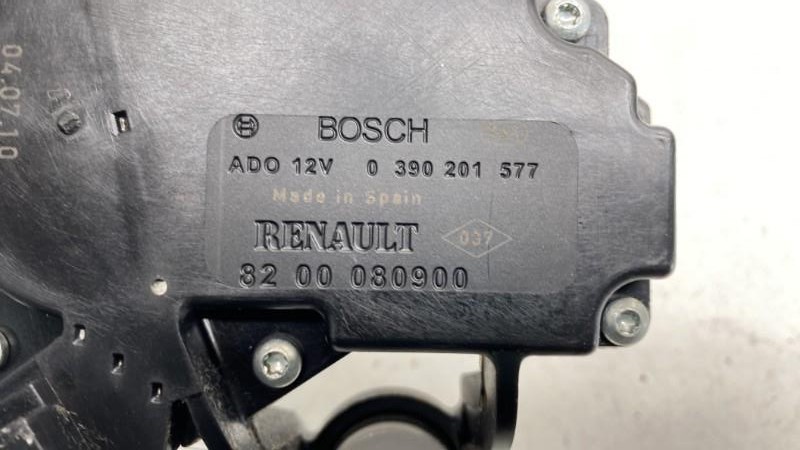 04.07.10
BOSCH
ADO 12V 0 390 201 577
Made in Spain
RENAULT 037
82 00 080900